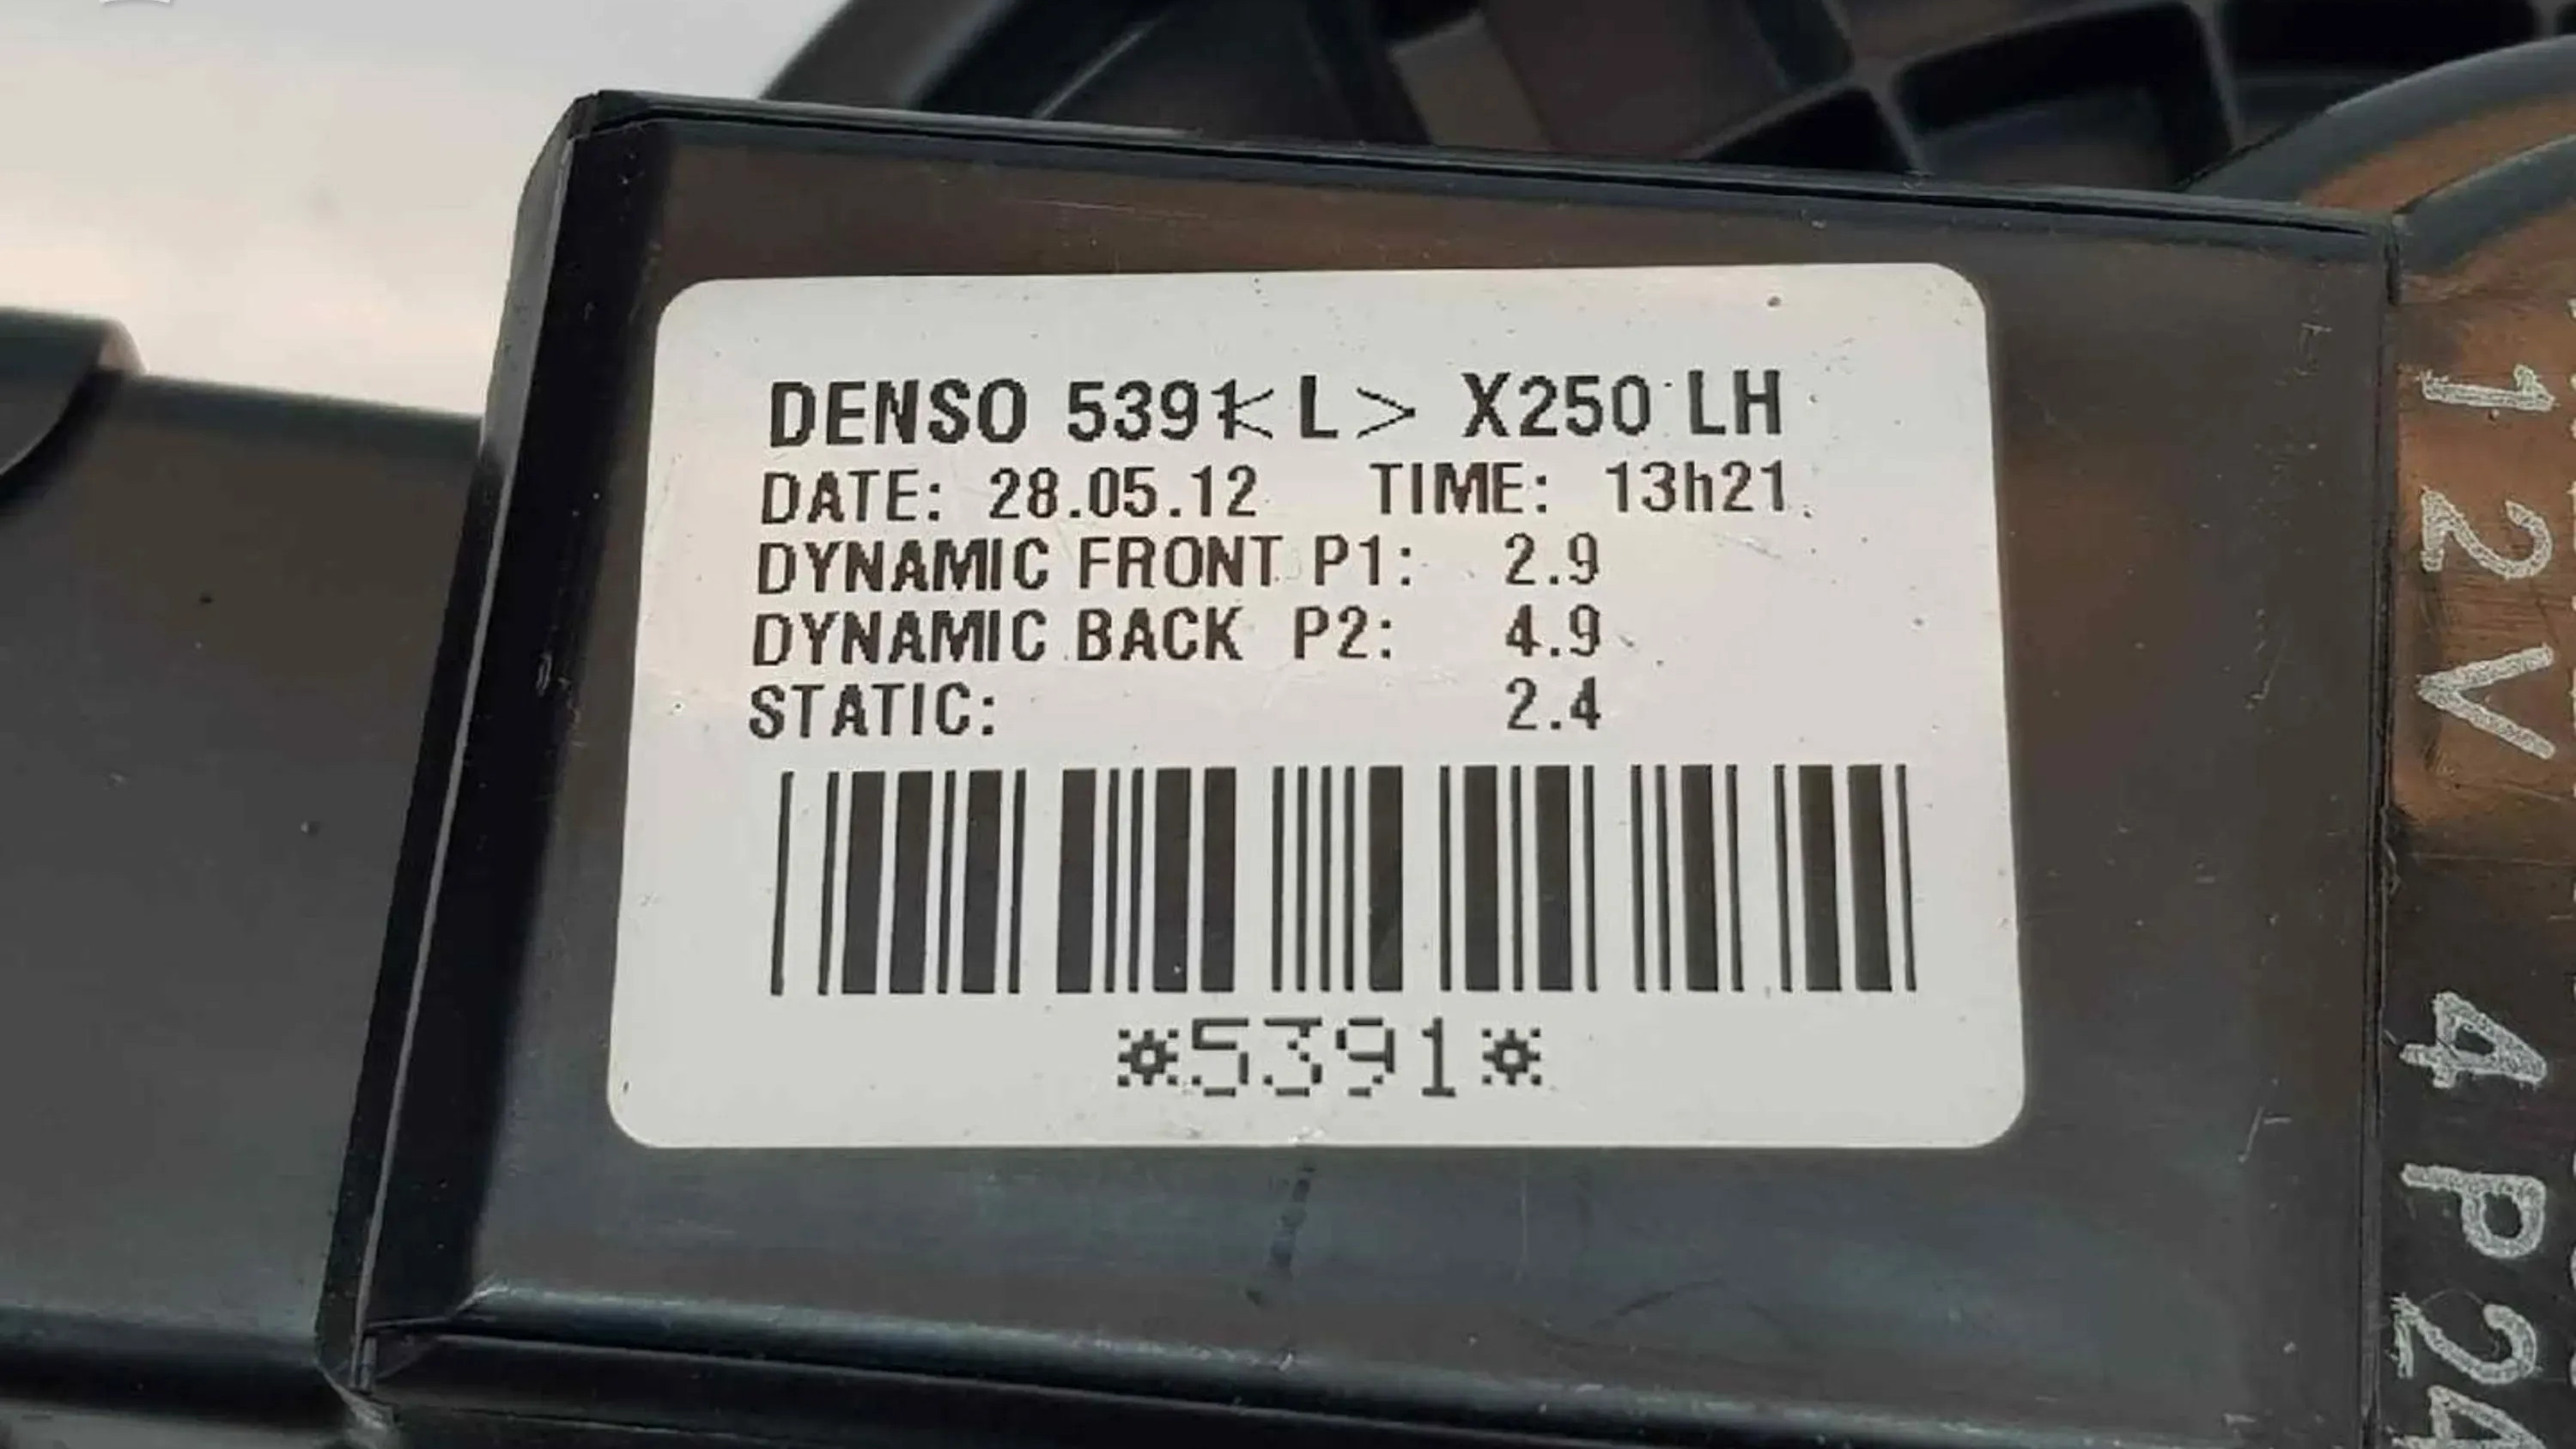 DENSO 5391<L> X250 LH
DATE: 28.05.12 TIME: 13h21
DYNAMIC FRONT P1: 2.9
DYNAMIC BACK P2: 4.9
STATIC: 2.4
*5391*
12V 4P24